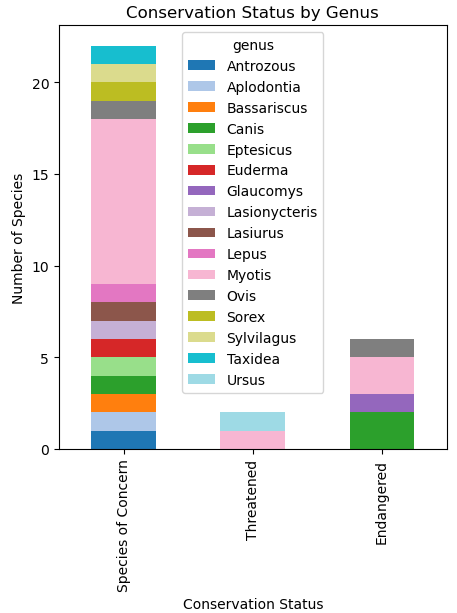 Conservation Status by Genus
Number of Species
20
15
10
5
0
genus
Antrozous
Aplodontia
Bassariscus
Canis
Eptesicus
Euderma
Glaucomys
Lasionycteris
Lasiurus
Lepus
Myotis
Ovis
Sorex
Sylvilagus
Taxidea
Ursus
Species of Concern
Threatened
Endangered
Conservation Status